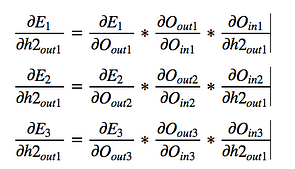 ∂E₁/∂h2ₒᵤₜ₁ = ∂E₁/∂Oₒᵤₜ₁ * ∂Oₒᵤₜ₁/∂Oᵢₙ₁ * ∂Oᵢₙ₁/∂h2ₒᵤₜ₁|
∂E₂/∂h2ₒᵤₜ₁ = ∂E₂/∂Oₒᵤₜ₂ * ∂Oₒᵤₜ₂/∂Oᵢₙ₂ * ∂Oᵢₙ₂/∂h2ₒᵤₜ₁|
∂E₃/∂h2ₒᵤₜ₁ = ∂E₃/∂Oₒᵤₜ₃ * ∂Oₒᵤₜ₃/∂Oᵢₙ₃ * ∂Oᵢₙ₃/∂h2ₒᵤₜ₁|